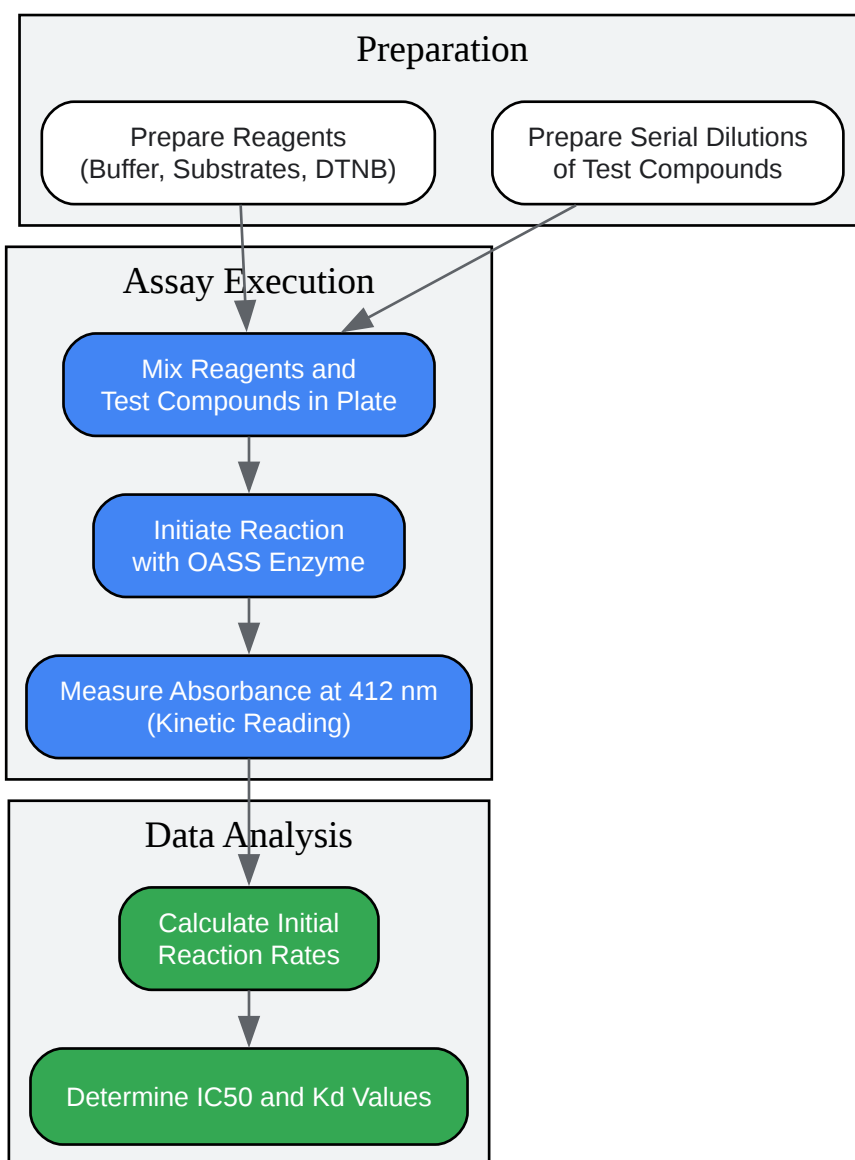 Preparation
Prepare Reagents
(Buffer, Substrates, DTNB)
Prepare Serial Dilutions
of Test Compounds
Assay Execution
Mix Reagents and
Test Compounds in Plate
Initiate Reaction
with OASS Enzyme
Measure Absorbance at 412 nm
(Kinetic Reading)
Data Analysis
Calculate Initial
Reaction Rates
Determine IC50 and Kd Values